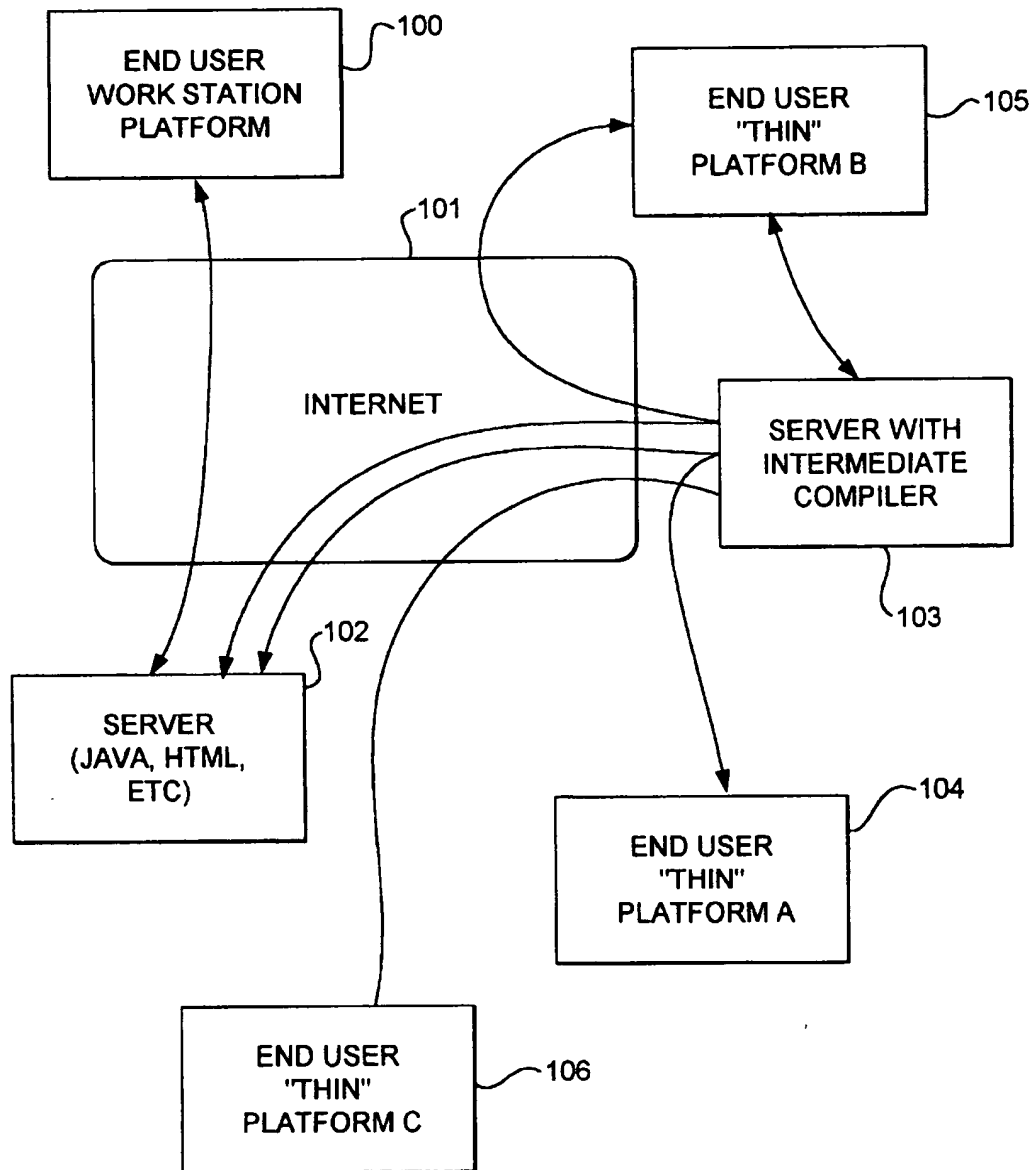 100
END USER
WORK STATION
PLATFORM
END USER
"THIN"
PLATFORM B
105
101
INTERNET
SERVER WITH
INTERMEDIATE
COMPILER
103
102
SERVER
(JAVA, HTML,
ETC)
104
END USER
"THIN"
PLATFORM A
END USER
"THIN"
PLATFORM C
106